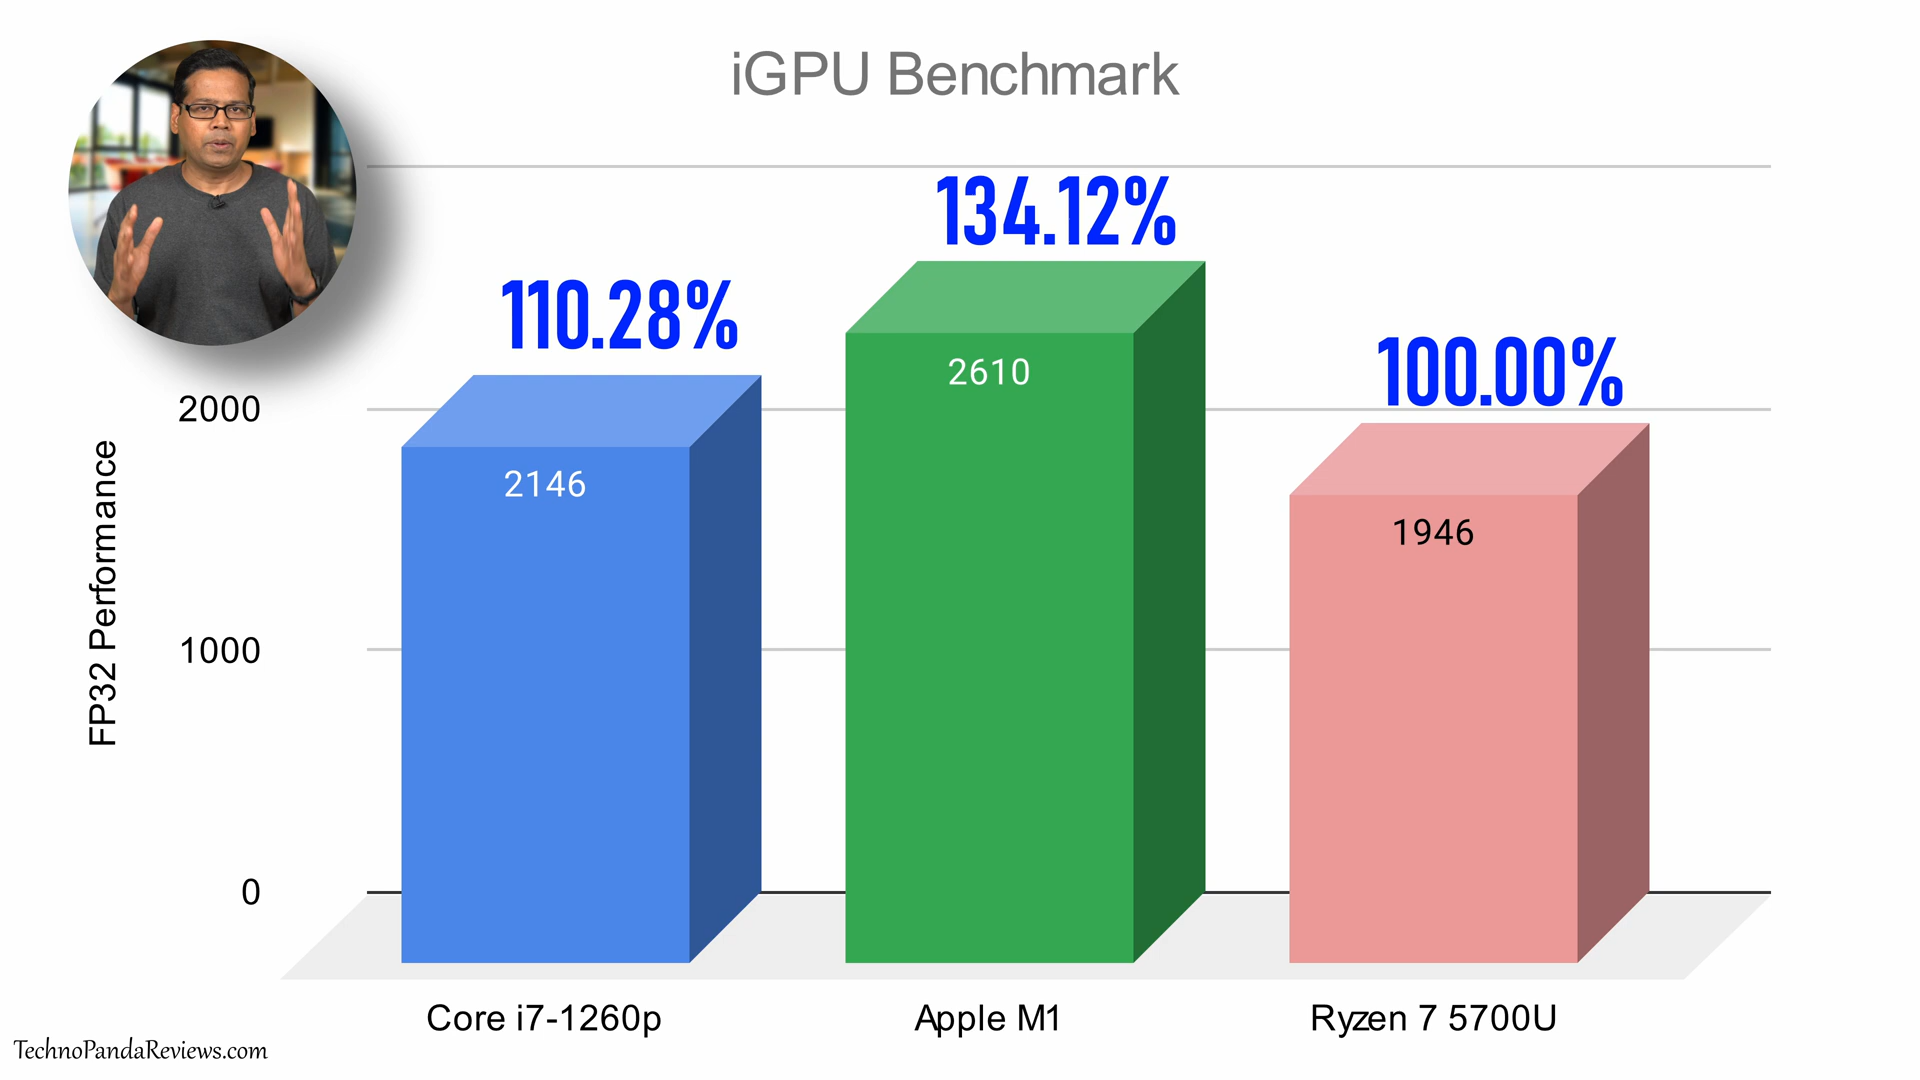 iGPU Benchmark
134.12%
110.28%
100.00%
2610
2000
2146
1946
FP32 Performance
1000
0
Core i7-1260p
Apple M1
Ryzen 7 5700U
TechnoPandaReviews.com